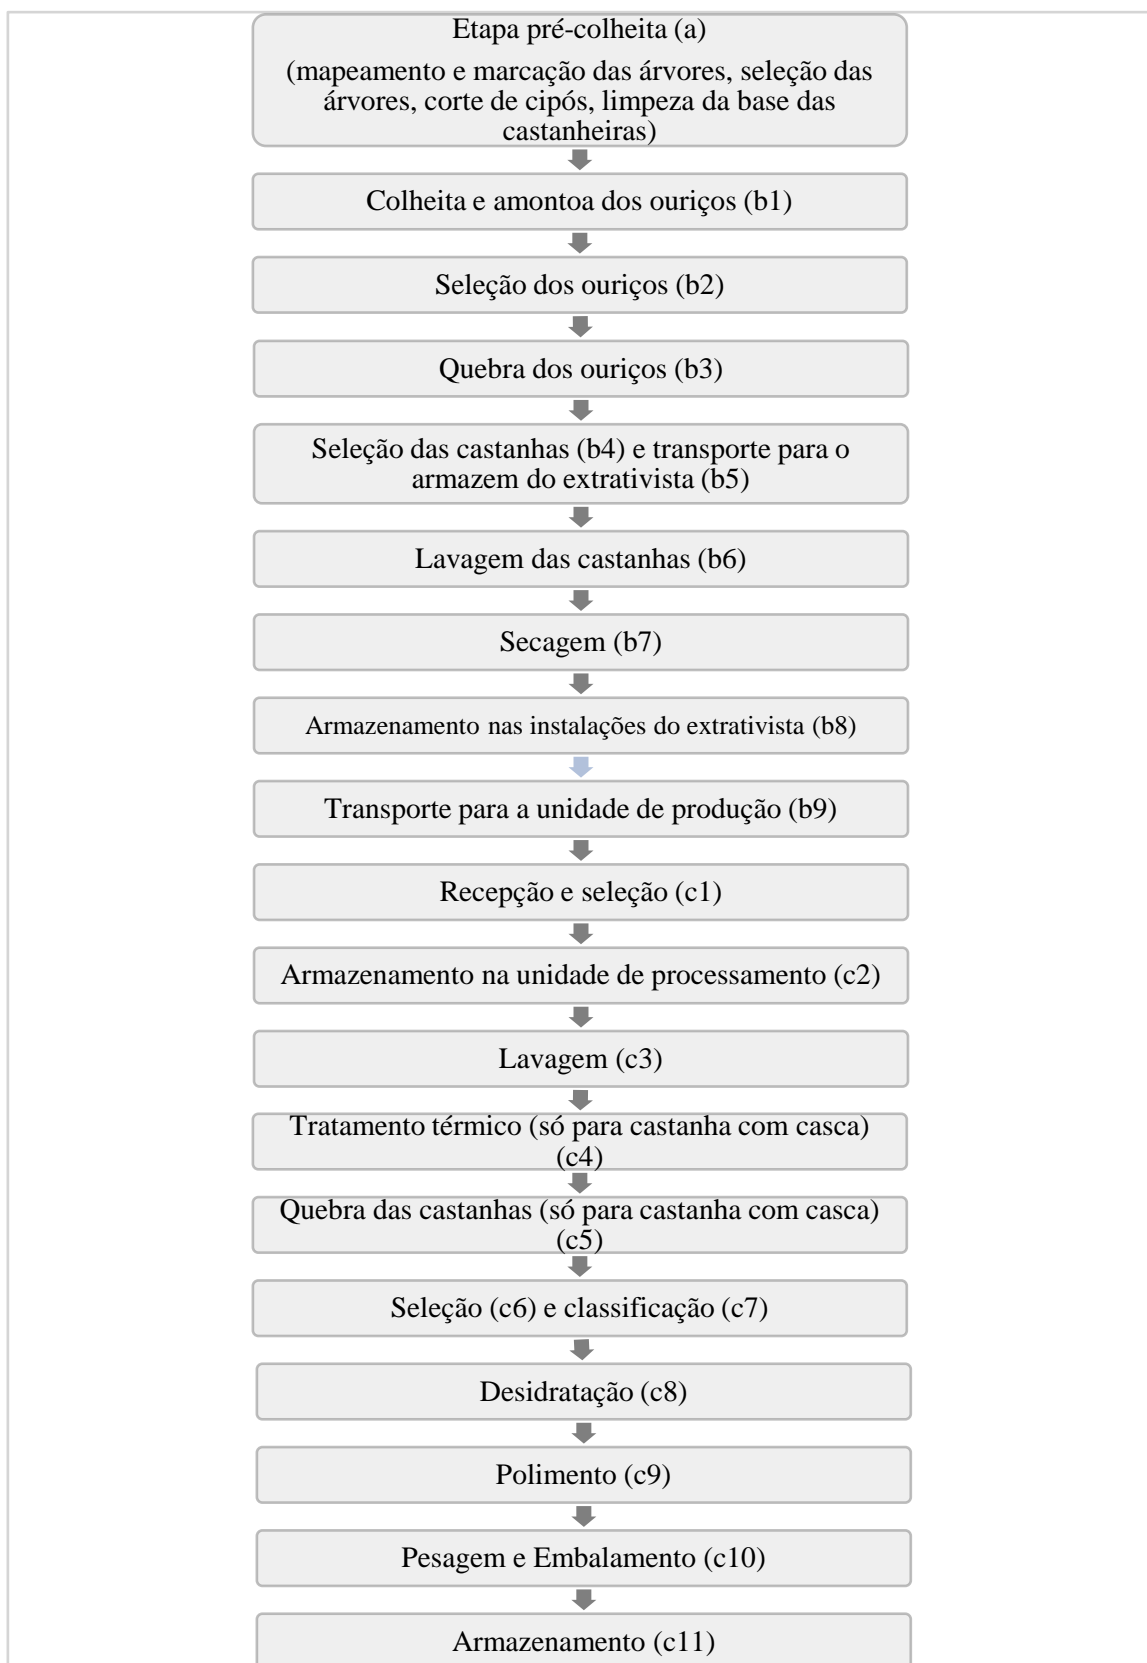 Etapa pré-colheita (a)
(mapeamento e marcação das árvores, seleção das
árvores, corte de cipós, limpeza da base das
castanheiras)
Colheita e amontoa dos ouriços (b1)
Seleção dos ouriços (b2)
Quebra dos ouriços (b3)
Seleção das castanhas (b4) e transporte para o
armazem do extrativista (b5)
Lavagem das castanhas (b6)
Secagem (b7)
Armazenamento nas instalações do extrativista (b8)
Transporte para a unidade de produção (b9)
Recepção e seleção (c1)
Armazenamento na unidade de processamento (c2)
Lavagem (c3)
Tratamento térmico (só para castanha com casca)
(c4)
Quebra das castanhas (só para castanha com casca)
(c5)
Seleção (c6) e classificação (c7)
Desidratação (c8)
Polimento (c9)
Pesagem e Embalamento (c10)
Armazenamento (c11)